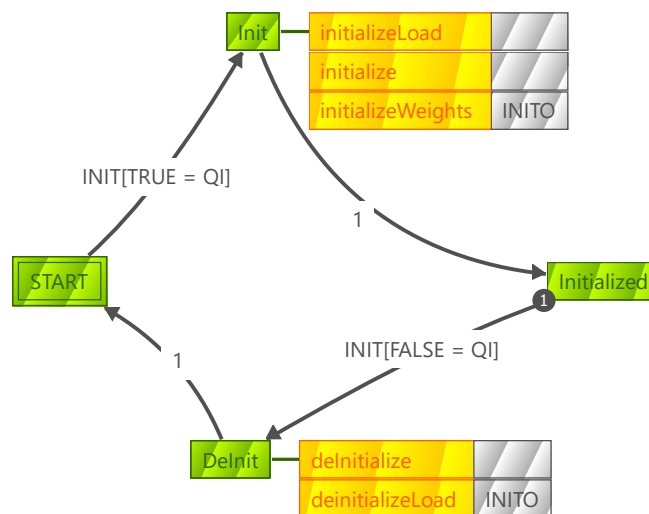 Init
initializeLoad
initialize
initializeWeights INITO
INIT[TRUE = QI]
1
START
Initialized
1
INIT[FALSE = QI]
1
DeInit
deInitialize
deinitializeLoad INITO